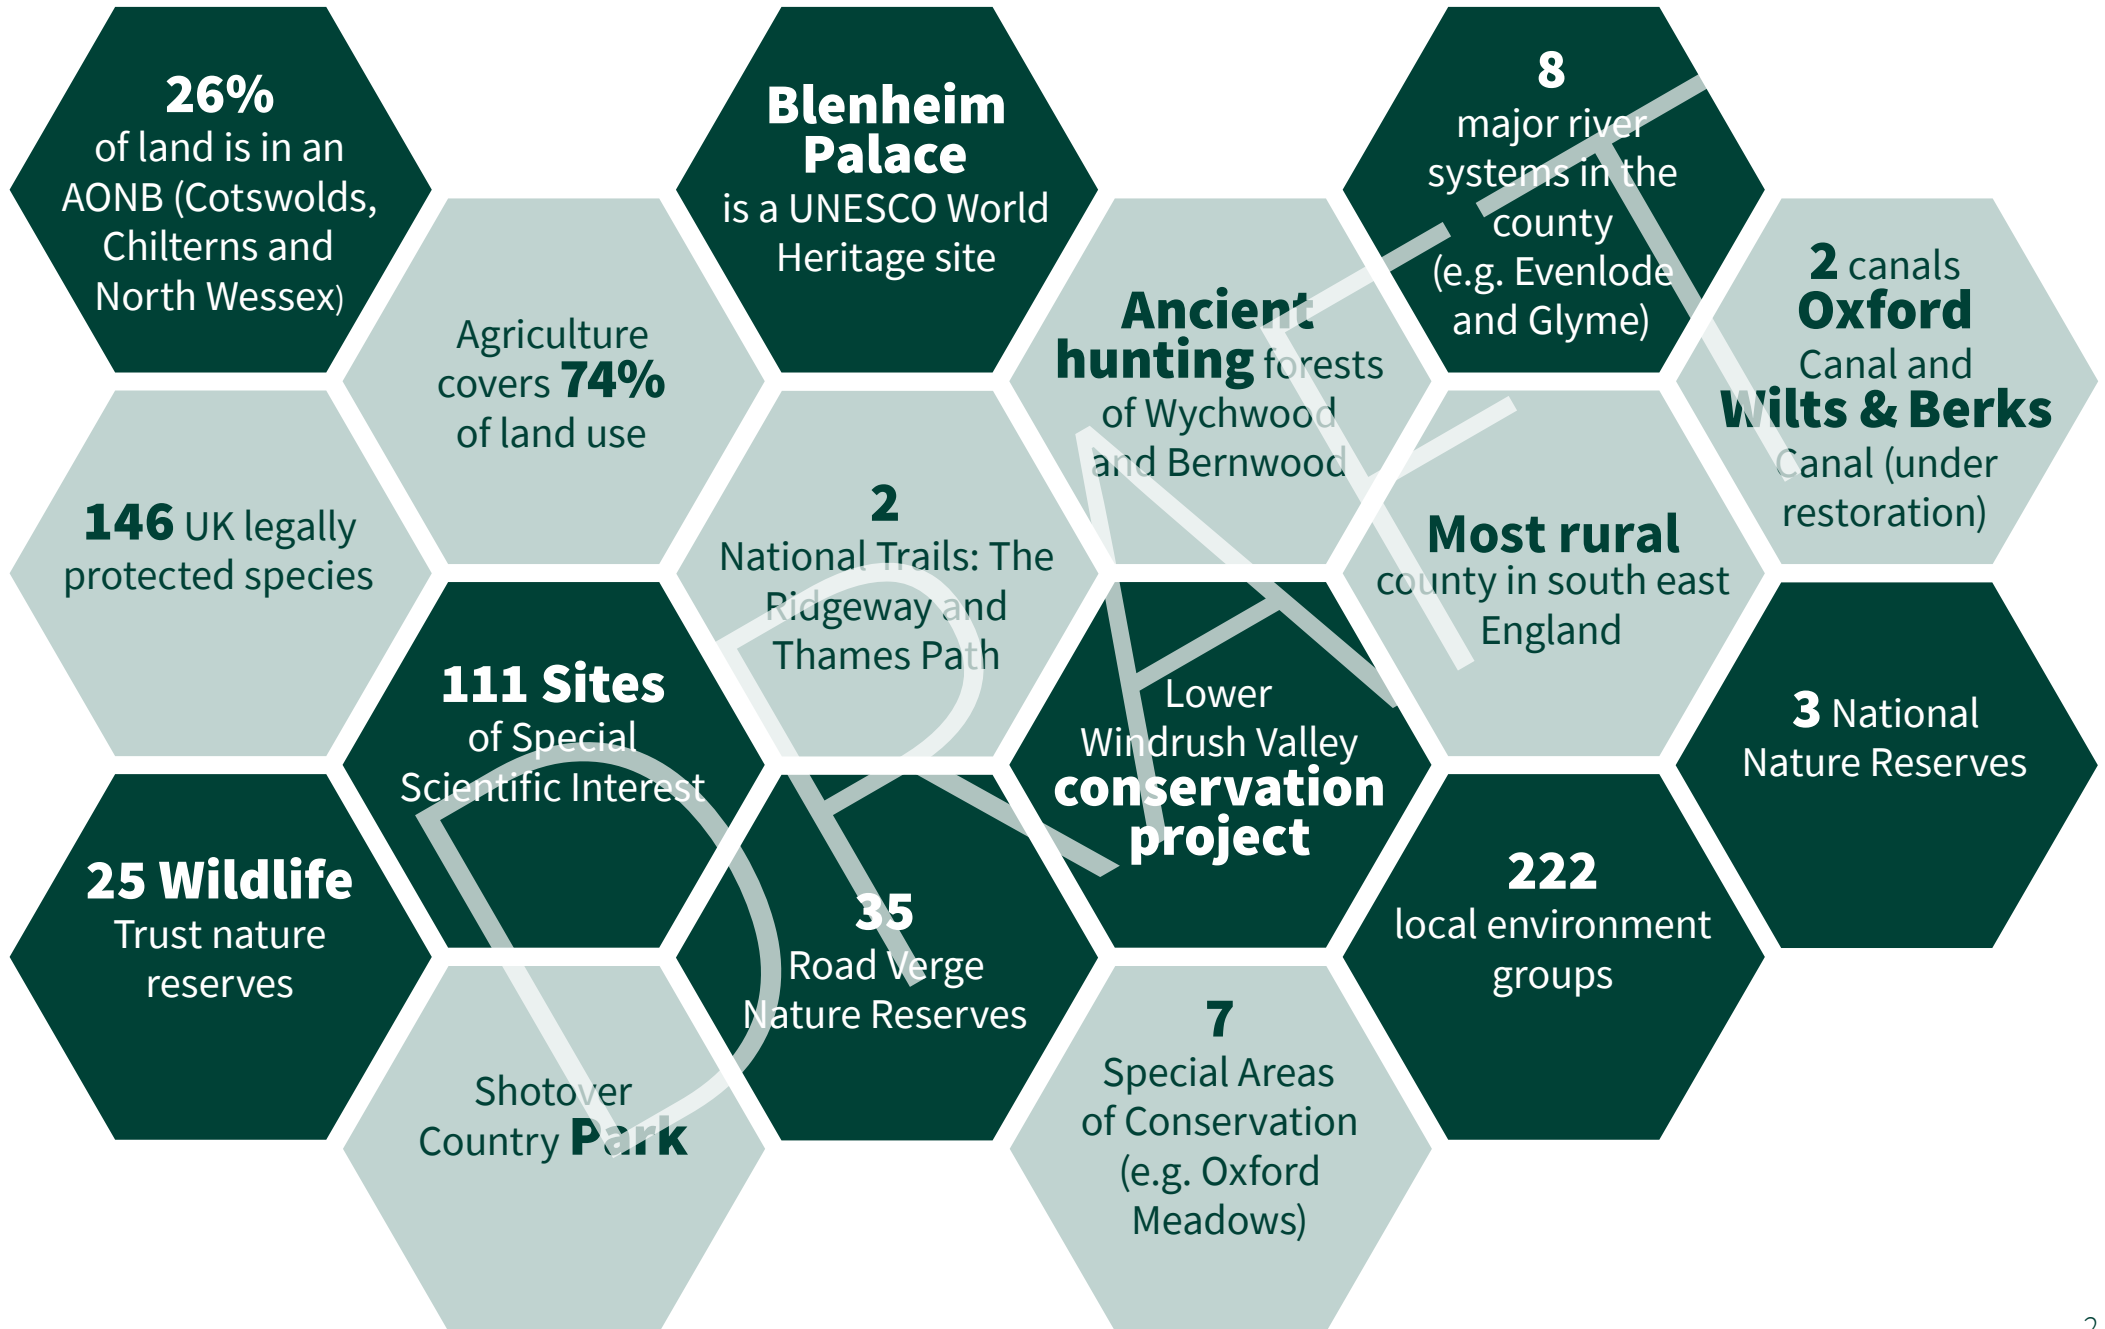 26%
of land is in an
AONB (Cotswolds,
Chilterns and
North Wessex)
Blenheim
Palace
is a UNESCO World
Heritage site
8
major river
systems in the
county
(e.g. Evenlode
and Glyme)
Agriculture
covers 74%
of land use
Ancient
hunting forests
of Wychwood
and Bernwood
2 canals
Oxford
Canal and
Wilts & Berks
Canal (under
restoration)
146 UK legally
protected species
2
National Trails: The
Ridgeway and
Thames Path
Most rural
county in south east
England
111 Sites
of Special
Scientific Interest
Lower
Windrush Valley
conservation
project
3 National
Nature Reserves
25 Wildlife
Trust nature
reserves
35
Road Verge
Nature Reserves
222
local environment
groups
Shotover
Country Park
7
Special Areas
of Conservation
(e.g. Oxford
Meadows)
DRAFT
2